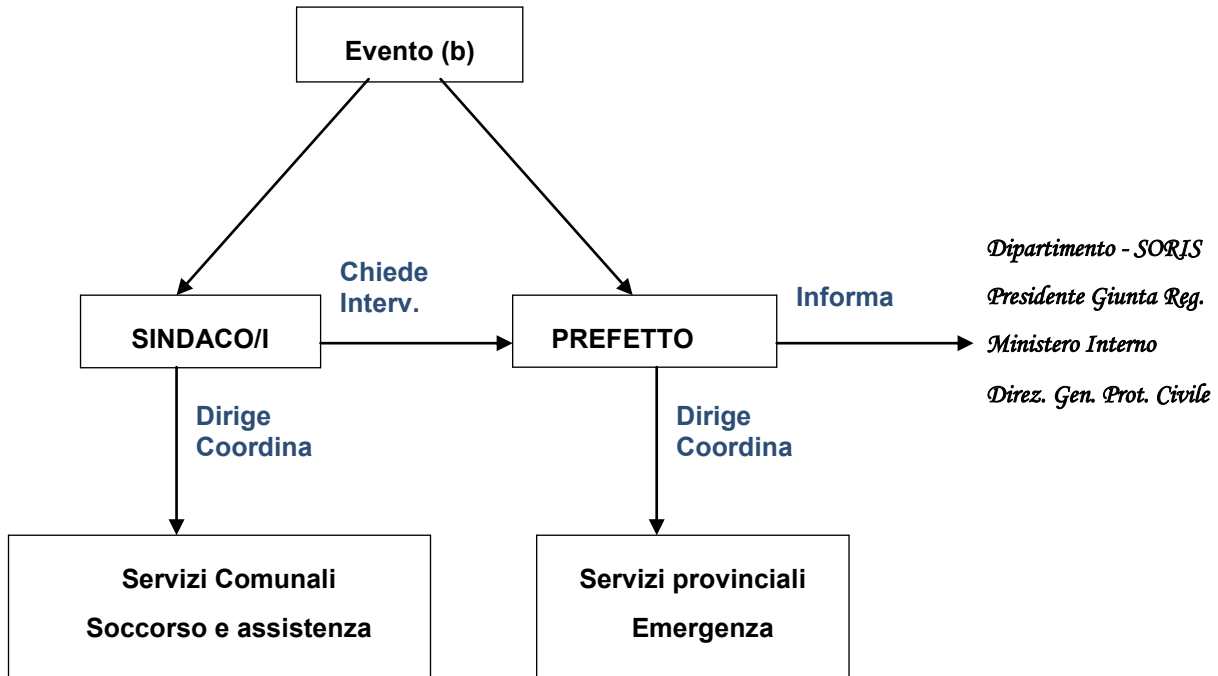 Evento (b)
Chiede
Interv.
SINDACO/I
PREFETTO
Informa
Dipartimento - SORIS
Presidente Giunta Reg.
Ministero Interno
Direz. Gen. Prot. Civile
Dirige
Coordina
Dirige
Coordina
Servizi Comunali
Soccorso e assistenza
Servizi provinciali
Emergenza